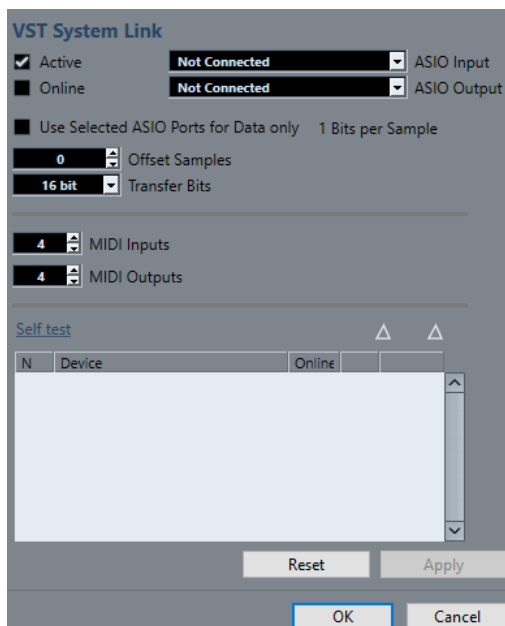 VST System Link
Active Not Connected ASIO Input
Online Not Connected ASIO Output
Use Selected ASIO Ports for Data only 1 Bits per Sample
0 Offset Samples
16 bit Transfer Bits
4 MIDI Inputs
4 MIDI Outputs
Self test
N Device Online
Reset Apply
OK Cancel